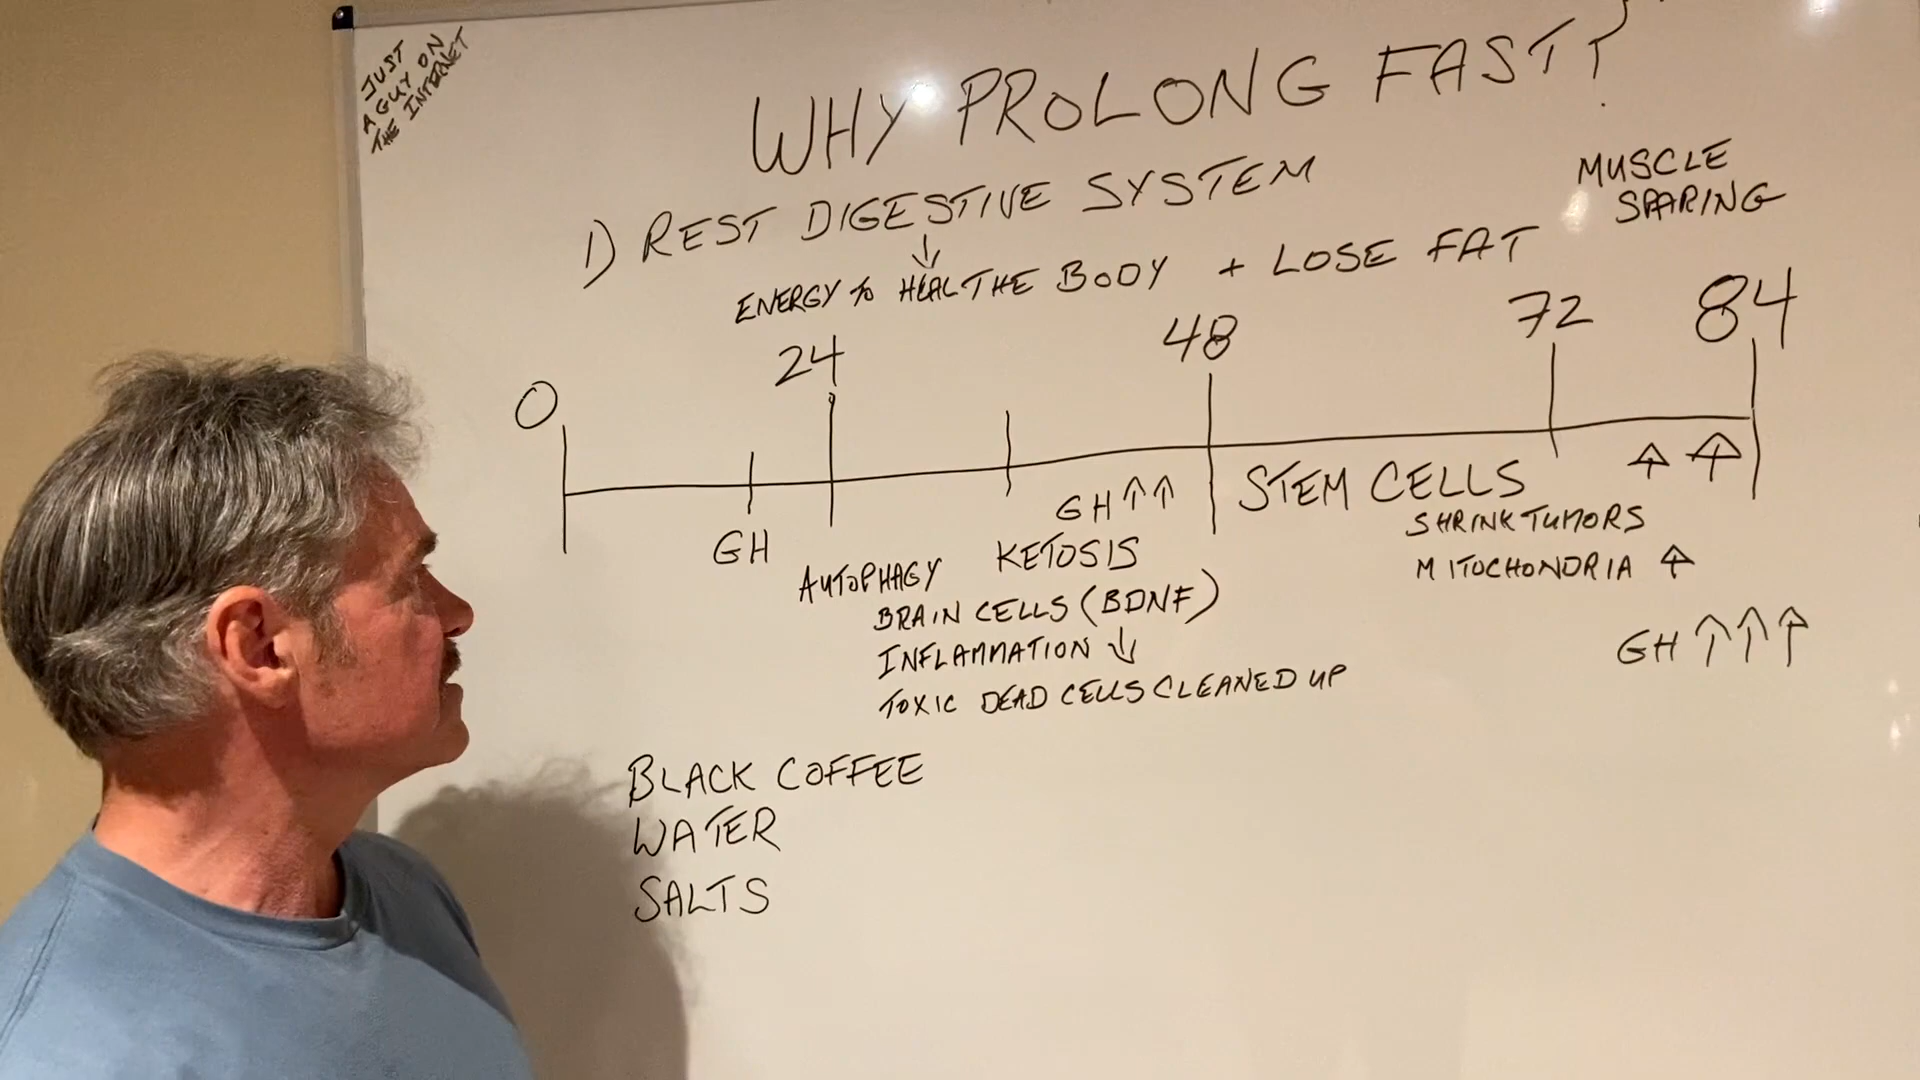 JUST
A GUY ON
THE INTERNET
WHY PROLONG FAST?
1) REST DIGESTIVE SYSTEM
MUSCLE
SPARING
ENERGY TO HEAL THE BODY + LOSE FAT
0
24
48
72
84
GH
AUTOPHAGY
GH ↑↑
KETOSIS
BRAIN CELLS (BDNF)
INFLAMMATION ↓
TOXIC DEAD CELLS CLEANED UP
STEM CELLS ↑ ↑
SHRINK TUMORS
MITOCHONDRIA ↑
GH ↑↑↑
BLACK COFFEE
WATER
SALTS